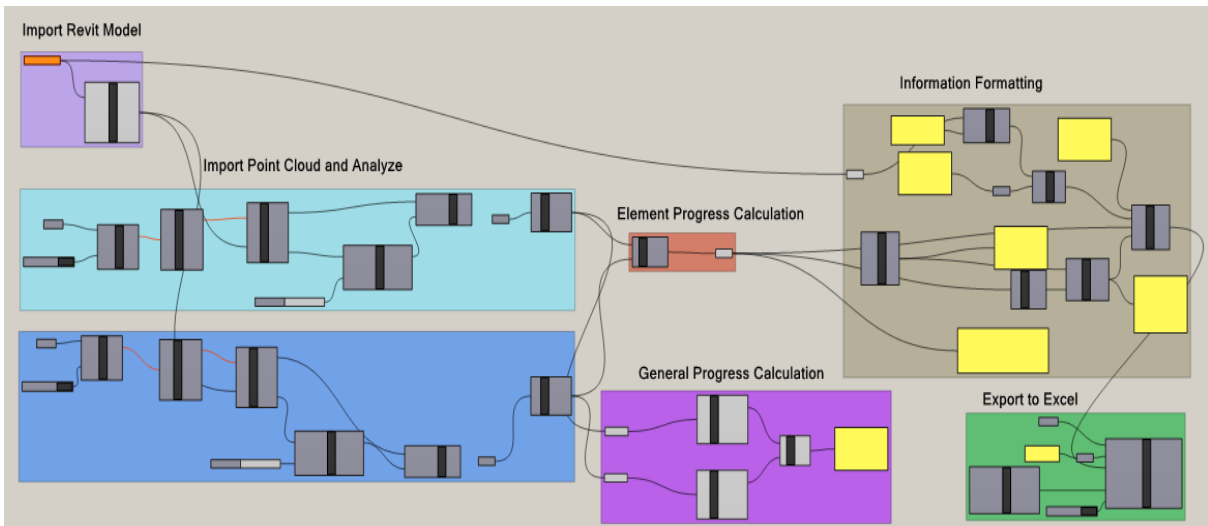 Import Revit Model
Information Formatting
Import Point Cloud and Analyze
Element Progress Calculation
General Progress Calculation
Export to Excel